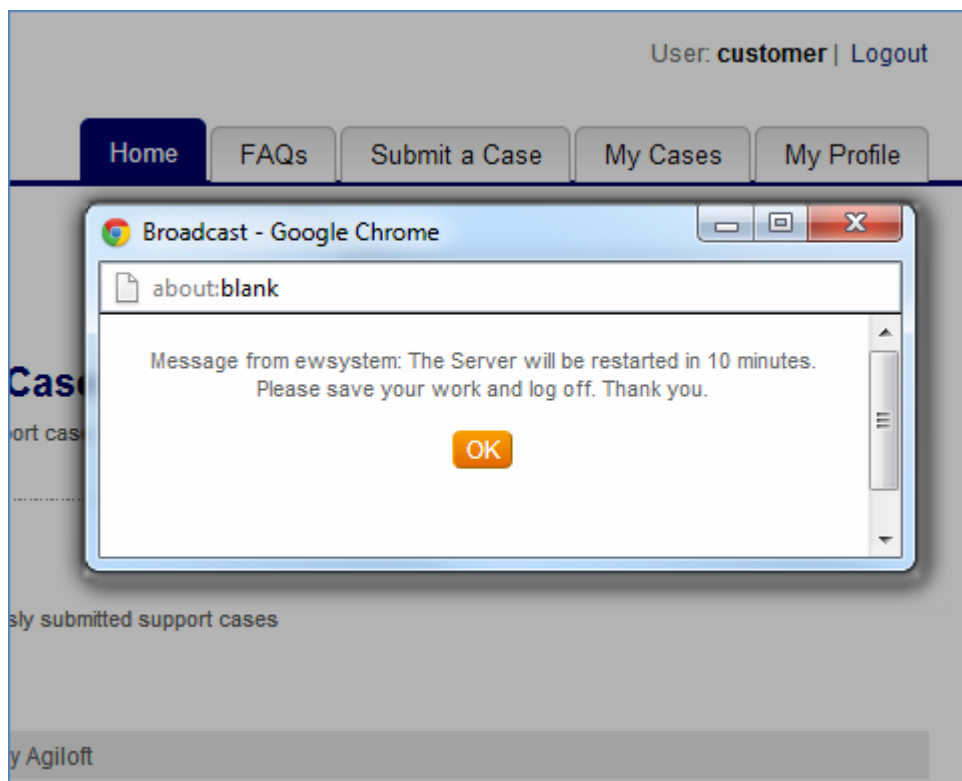 User: customer | Logout
Home FAQs Submit a Case My Cases My Profile
Broadcast - Google Chrome
about:blank
Message from ewsystem: The Server will be restarted in 10 minutes.
Please save your work and log off. Thank you.
OK
Case
ort case
sly submitted support cases
y Agiloft